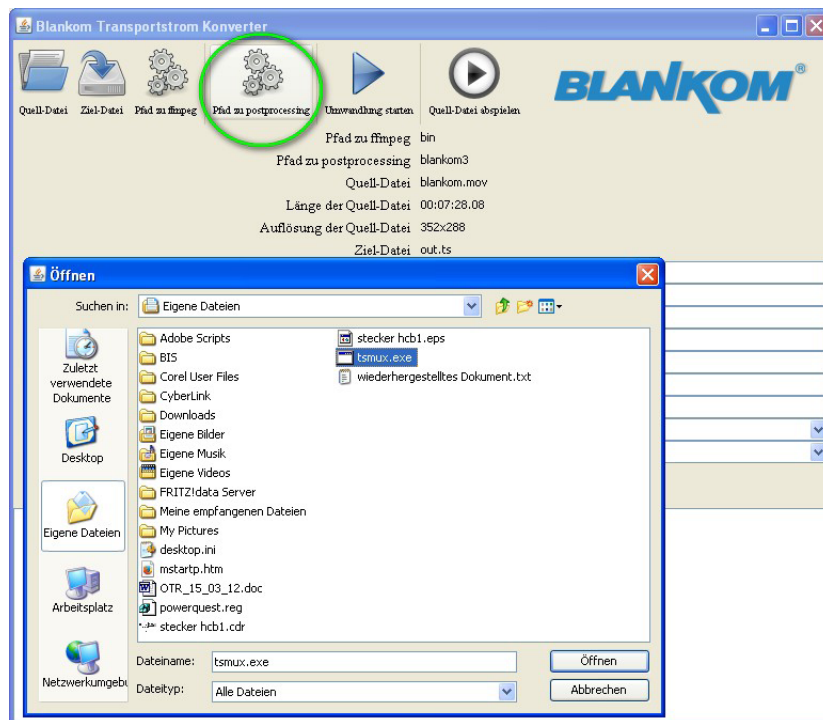 Blankom Transportstrom Konverter
Quell-Datei Ziel-Datei Pfad zu ffmpeg Pfad zu postprocessing Umwandlung starten Quell-Datei abspielen
BLANKOM®
Pfad zu ffmpeg bin
Pfad zu postprocessing blankom3
Quell-Datei blankom.mov
Länge der Quell-Datei 00:07:28.08
Auflösung der Quell-Datei 352x288
Ziel-Datei out.ts
Öffnen
Suchen in: Eigene Dateien
Zuletzt verwendete Dokumente
Desktop
Eigene Dateien
Arbeitsplatz
Netzwerkumgebu
Adobe Scripts
BIS
Corel User Files
CyberLink
Downloads
Eigene Bilder
Eigene Musik
Eigene Videos
FRITZ!data Server
Meine empfangenen Dateien
My Pictures
desktop.ini
mstartp.htm
OTR_15_03_12.doc
powerquest.reg
stecker hcb1.cdr
stecker hcb1.eps
tsmux.exe
wiederhergestelltes Dokument.txt
Dateiname: tsmux.exe Öffnen
Dateityp: Alle Dateien Abbrechen